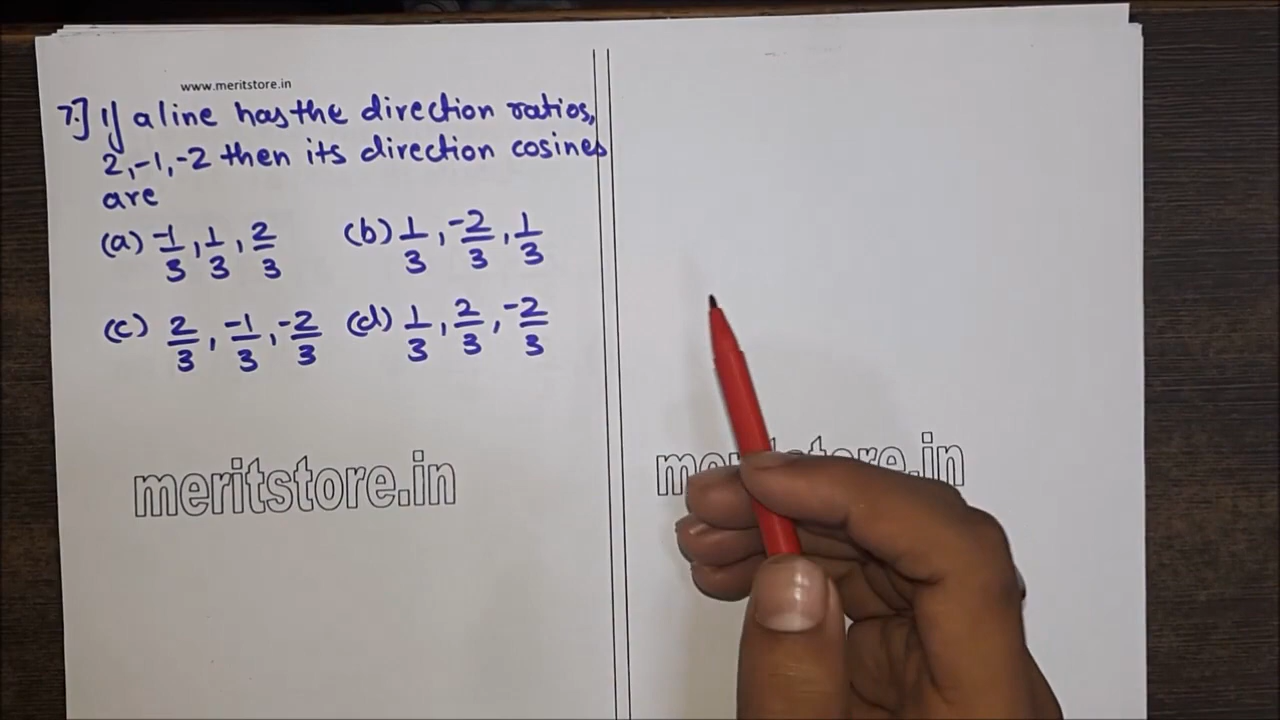 www.meritstore.in
7.] If a line has the direction ratios,
2, -1, -2 then its direction cosines
are
(a) -1/3, 1/3, 2/3 (b) 1/3, -2/3, 1/3
(c) 2/3, -1/3, -2/3 (d) 1/3, 2/3, -2/3
meritstore.in
meritstore.in